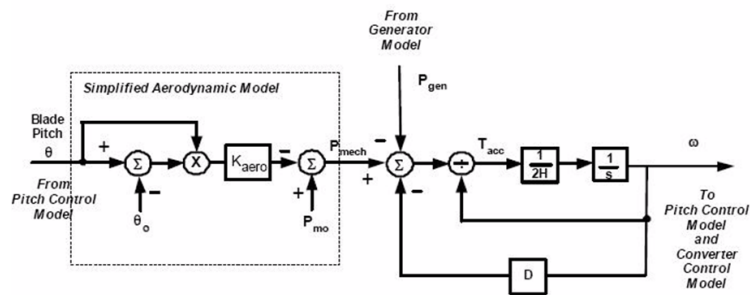 From
Generator
Model
Simplified Aerodynamic Model
P gen
Blade
Pitch
θ
+
Σ
−
θo
X
Kaero
−
Σ
+
Pmo
Pmech
−
+
Σ
−
÷
Tacc
1
2H
1
s
ω
From
Pitch Control
Model
D
To
Pitch Control
Model
and
Converter
Control
Model